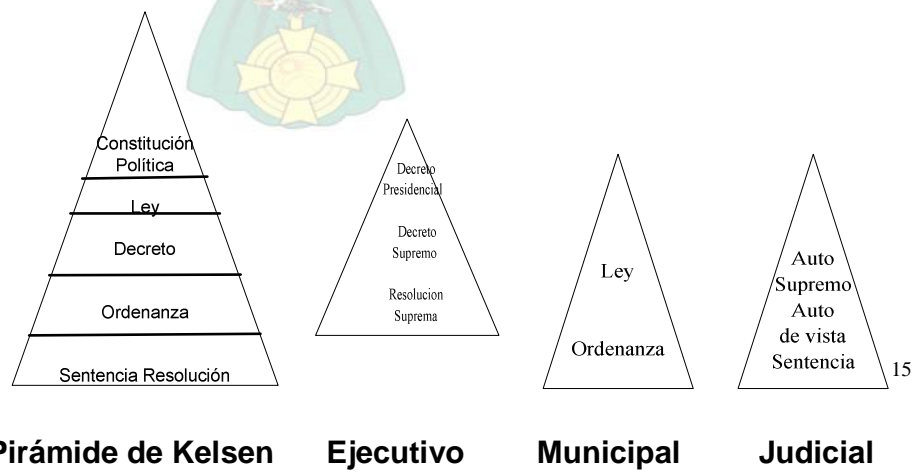 Constitución
Política
Ley
Decreto
Ordenanza
Sentencia Resolución
Decreto
Presidencial
Decreto
Supremo
Resolucion
Suprema
Ley
Ordenanza
Auto
Supremo
Auto
de vista
Sentencia
15
Pirámide de Kelsen
Ejecutivo
Municipal
Judicial